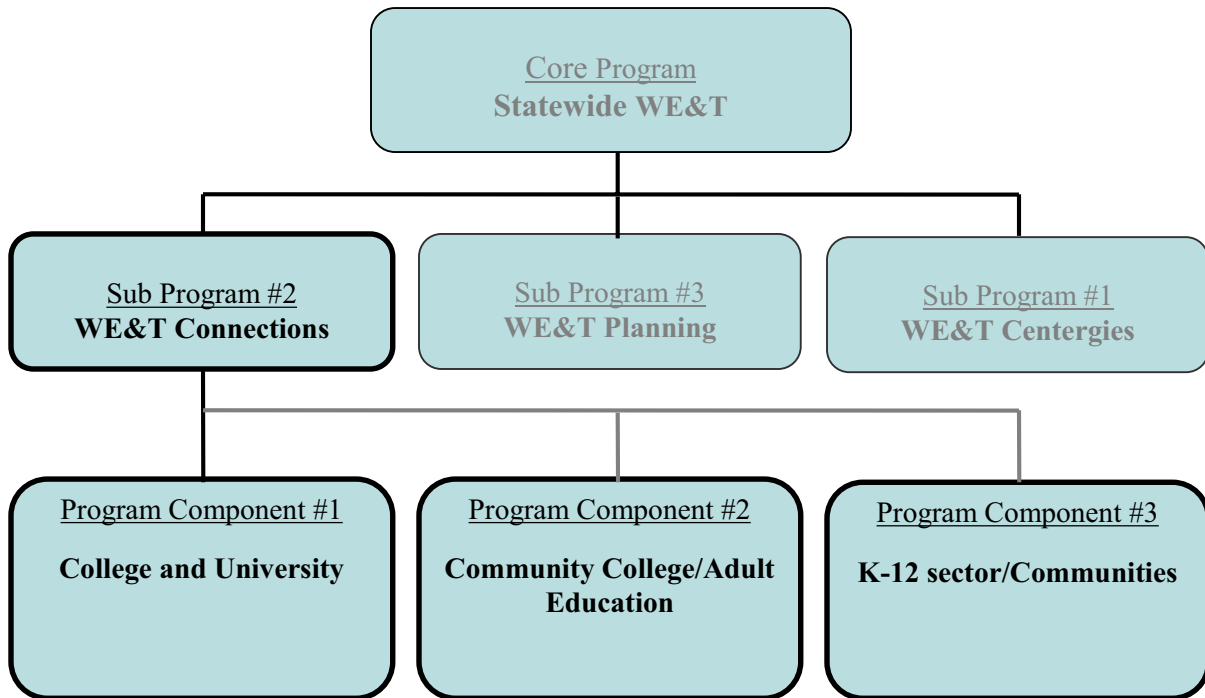 Core Program
Statewide WE&T
Sub Program #2
WE&T Connections
Sub Program #3
WE&T Planning
Sub Program #1
WE&T Centergies
Program Component #1
College and University
Program Component #2
Community College/Adult
Education
Program Component #3
K-12 sector/Communities